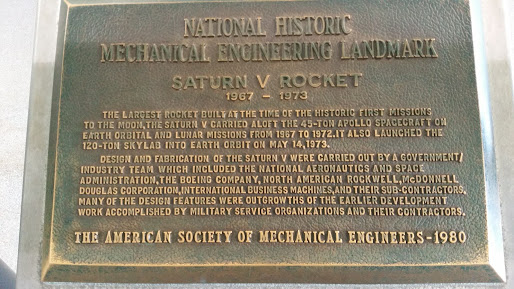 NATIONAL HISTORIC
MECHANICAL ENGINEERING LANDMARK
SATURN V ROCKET
1967 - 1973
THE LARGEST ROCKET BUILT AT THE TIME OF THE HISTORIC FIRST MISSIONS
TO THE MOON, THE SATURN V CARRIED ALOFT THE 45-TON APOLLO SPACECRAFT ON
EARTH ORBITAL AND LUNAR MISSIONS FROM 1967 TO 1972. IT ALSO LAUNCHED THE
120-TON SKYLAB INTO EARTH ORBIT ON MAY 14, 1973.
DESIGN AND FABRICATION OF THE SATURN V WERE CARRIED OUT BY A GOVERNMENT/
INDUSTRY TEAM WHICH INCLUDED THE NATIONAL AERONAUTICS AND SPACE
ADMINISTRATION, THE BOEING COMPANY, NORTH AMERICAN ROCKWELL, MCDONNELL
DOUGLAS CORPORATION, INTERNATIONAL BUSINESS MACHINES, AND THEIR SUB-CONTRACTORS.
MANY OF THE DESIGN FEATURES WERE OUTGROWTHS OF THE EARLIER DEVELOPMENT
WORK ACCOMPLISHED BY MILITARY SERVICE ORGANIZATIONS AND THEIR CONTRACTORS.
THE AMERICAN SOCIETY OF MECHANICAL ENGINEERS-1980